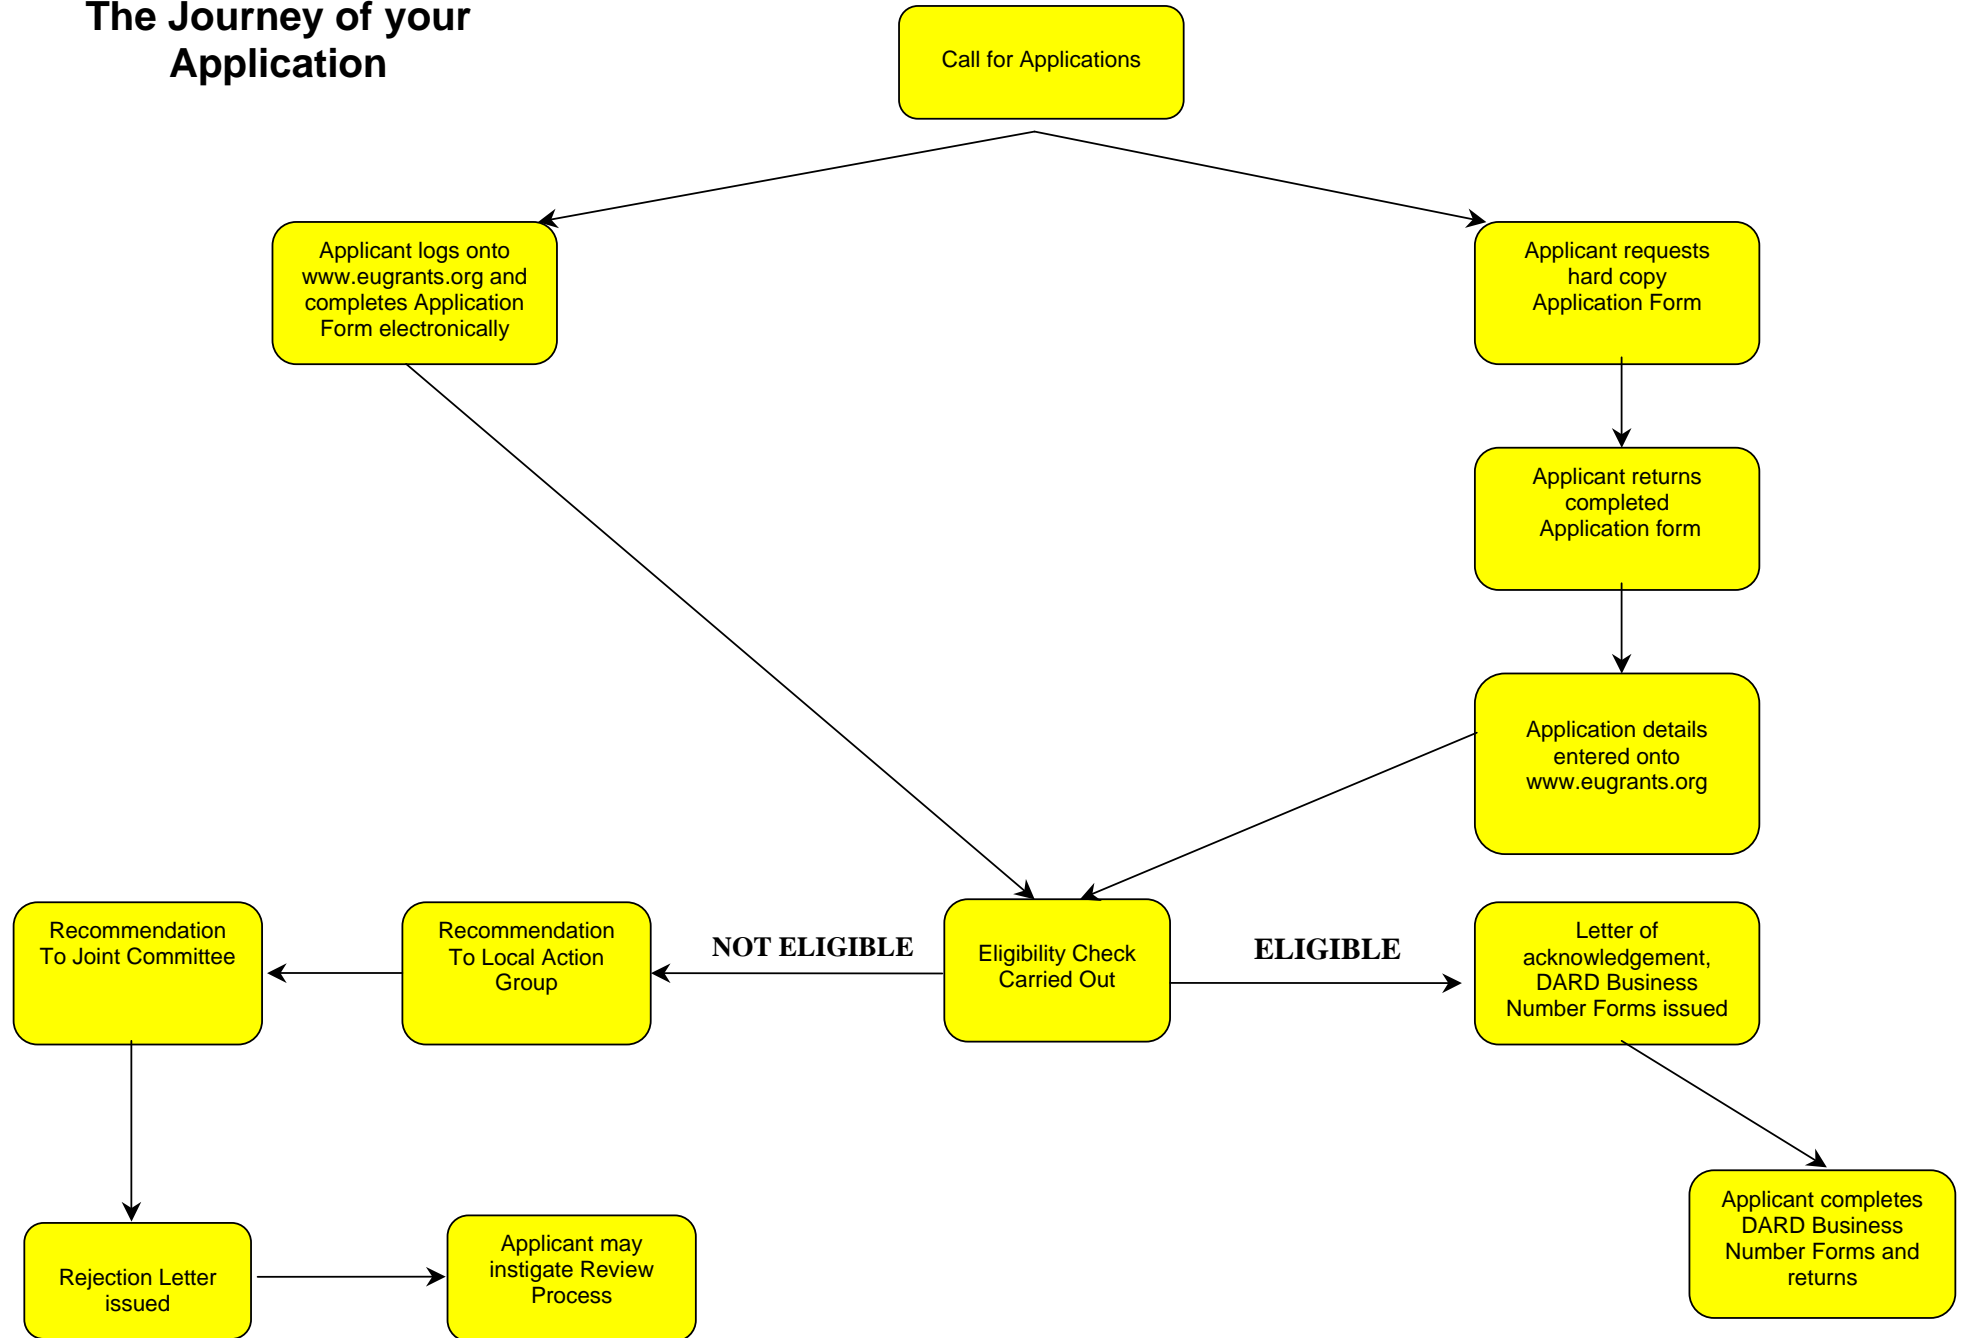 The Journey of your
Application
Call for Applications
Applicant logs onto
www.eugrants.org and
completes Application
Form electronically
Applicant requests
hard copy
Application Form
Applicant returns
completed
Application form
Application details
entered onto
www.eugrants.org
Recommendation
To Joint Committee
Recommendation
To Local Action
Group
NOT ELIGIBLE
Eligibility Check
Carried Out
ELIGIBLE
Letter of
acknowledgement,
DARD Business
Number Forms issued
Rejection Letter
issued
Applicant may
instigate Review
Process
Applicant completes
DARD Business
Number Forms and
returns